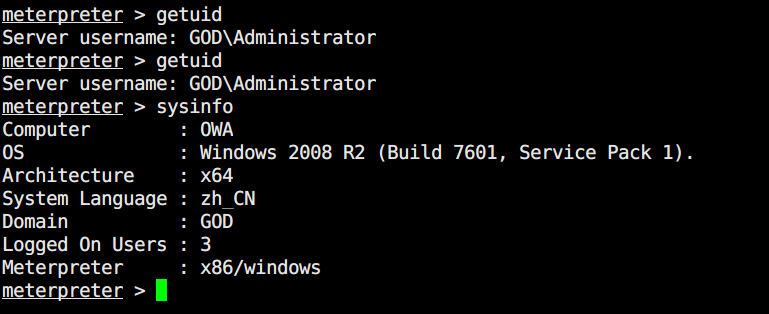 meterpreter > getuid
Server username: GOD\Administrator
meterpreter > getuid
Server username: GOD\Administrator
meterpreter > sysinfo
Computer        : OWA
OS              : Windows 2008 R2 (Build 7601, Service Pack 1).
Architecture    : x64
System Language : zh_CN
Domain          : GOD
Logged On Users : 3
Meterpreter     : x86/windows
meterpreter >